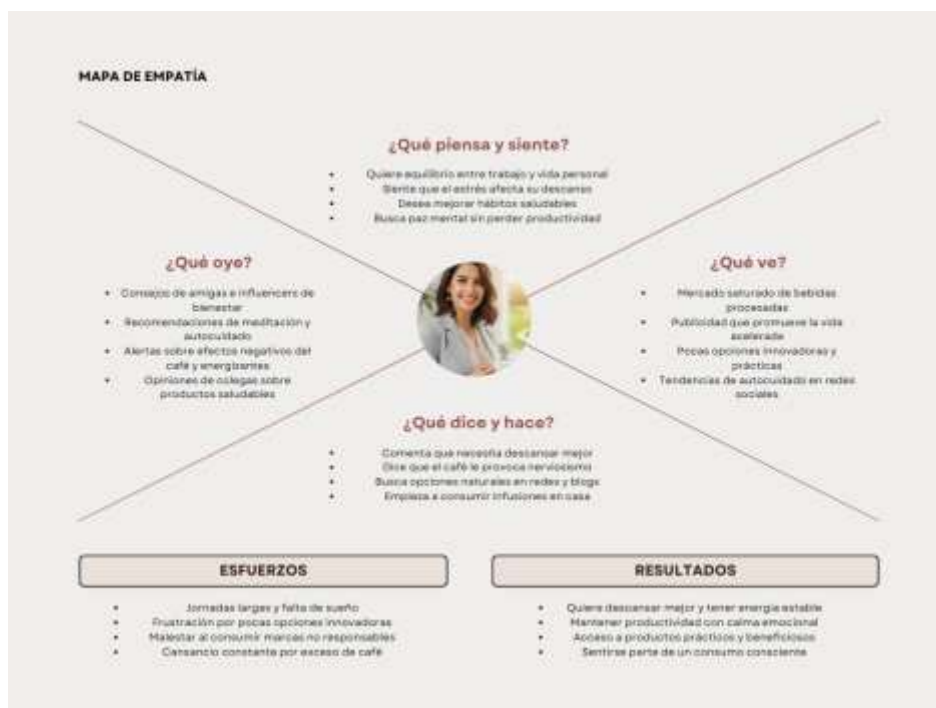 MAPA DE EMPATÍA
¿Qué piensa y siente?
• Quiere equilibrio entre trabajo y vida personal
• Siente que el estrés afecta su descanso
• Desea mejorar hábitos saludables
• Busca paz mental sin perder productividad
¿Qué oye?
• Consejos de amigas e influencers de
bienestar
• Recomendaciones de meditación y
autocuidado
• Alertas sobre efectos negativos del
café y energizantes
• Opiniones de colegas sobre
productos saludables
¿Qué ve?
• Mercado saturado de bebidas
procesadas
• Publicidad que promueve la vida
acelerada
• Pocas opciones innovadoras y
prácticas
• Tendencias de autocuidado en redes
sociales
¿Qué dice y hace?
• Comenta que necesita descansar mejor
• Dice que el café le provoca nerviosismo
• Busca opciones naturales en redes y blogs
• Empieza a consumir infusiones en casa
ESFUERZOS
• Jornadas largas y falta de sueño
• Frustración por pocas opciones innovadoras
• Malestar al consumir marcas no responsables
• Cansancio constante por exceso de café
RESULTADOS
• Quiere descansar mejor y tener energía estable
• Mantener productividad con calma emocional
• Acceso a productos prácticos y beneficiosos
• Sentirse parte de un consumo consciente